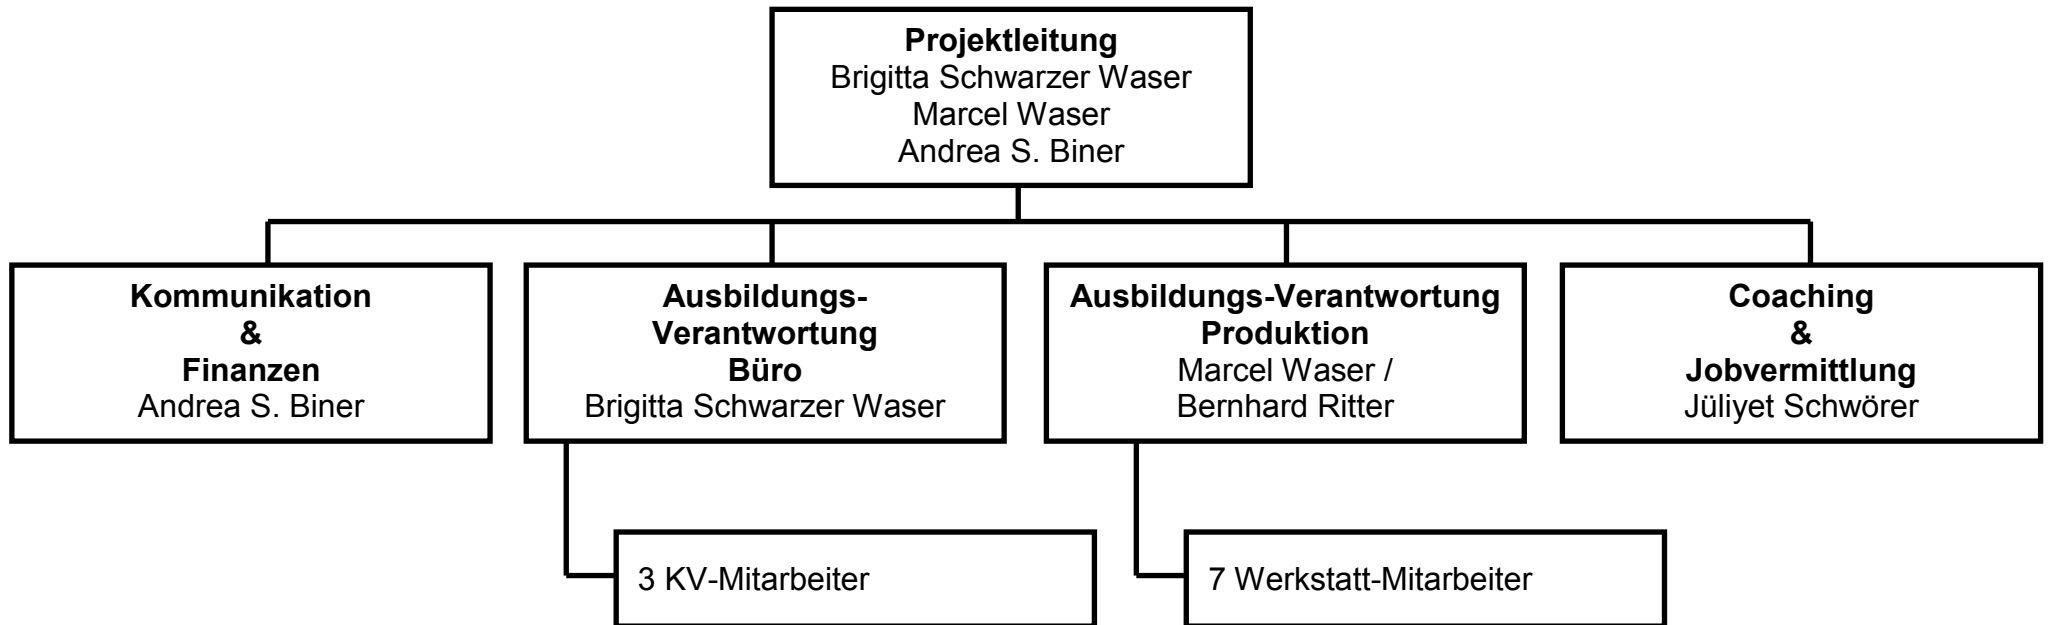 Projektleitung
Brigitta Schwarzer Waser
Marcel Waser
Andrea S. Biner
Kommunikation
&
Finanzen
Andrea S. Biner
Ausbildungs-
Verantwortung
Büro
Brigitta Schwarzer Waser
Ausbildungs-Verantwortung
Produktion
Marcel Waser /
Bernhard Ritter
Coaching
&
Jobvermittlung
Jüliyet Schwörer
3 KV-Mitarbeiter
7 Werkstatt-Mitarbeiter